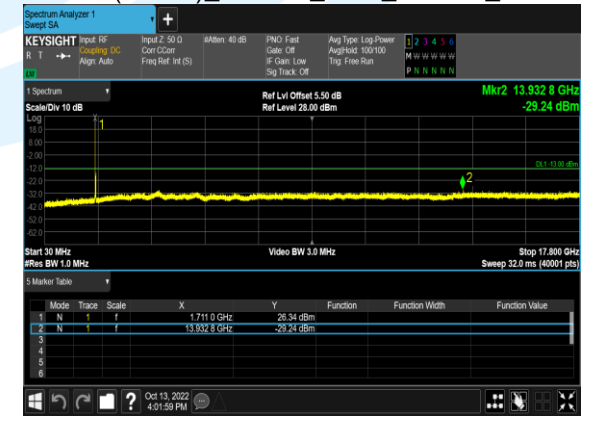 Spectrum Analyzer 1
Swept SA
KEYSIGHT Input: RF Input Z: 50 Ω #Atten: 40 dB PNO: Fast Avg Type: Log-Power 1 2 3 4 5 6
R T Coupling: DC Corr CCorr Gate: Off Avg|Hold: 100/100 M W W W W W
Align: Auto Freq Ref: Int (S) IF Gain: Low Trig: Free Run
Sig Track: Off P N N N N N
1 Spectrum Ref Lvl Offset 5.50 dB Mkr2 13.932 8 GHz
Scale/Div 10 dB Ref Level 28.00 dBm -29.24 dBm
Log
18.0
8.00
-2.00
-12.0 DL1 -13.00 dBm
-22.0
-32.0
-42.0
-52.0
-62.0
1
2
Start 30 MHz Video BW 3.0 MHz Stop 17.800 GHz
#Res BW 1.0 MHz Sweep 32.0 ms (40001 pts)
5 Marker Table
Mode Trace Scale X Y Function Function Width Function Value
1 N 1 f 1.711 0 GHz 26.34 dBm
2 N 1 f 13.932 8 GHz -29.24 dBm
3
4
5
6
? Oct 13, 2022
4:01:59 PM